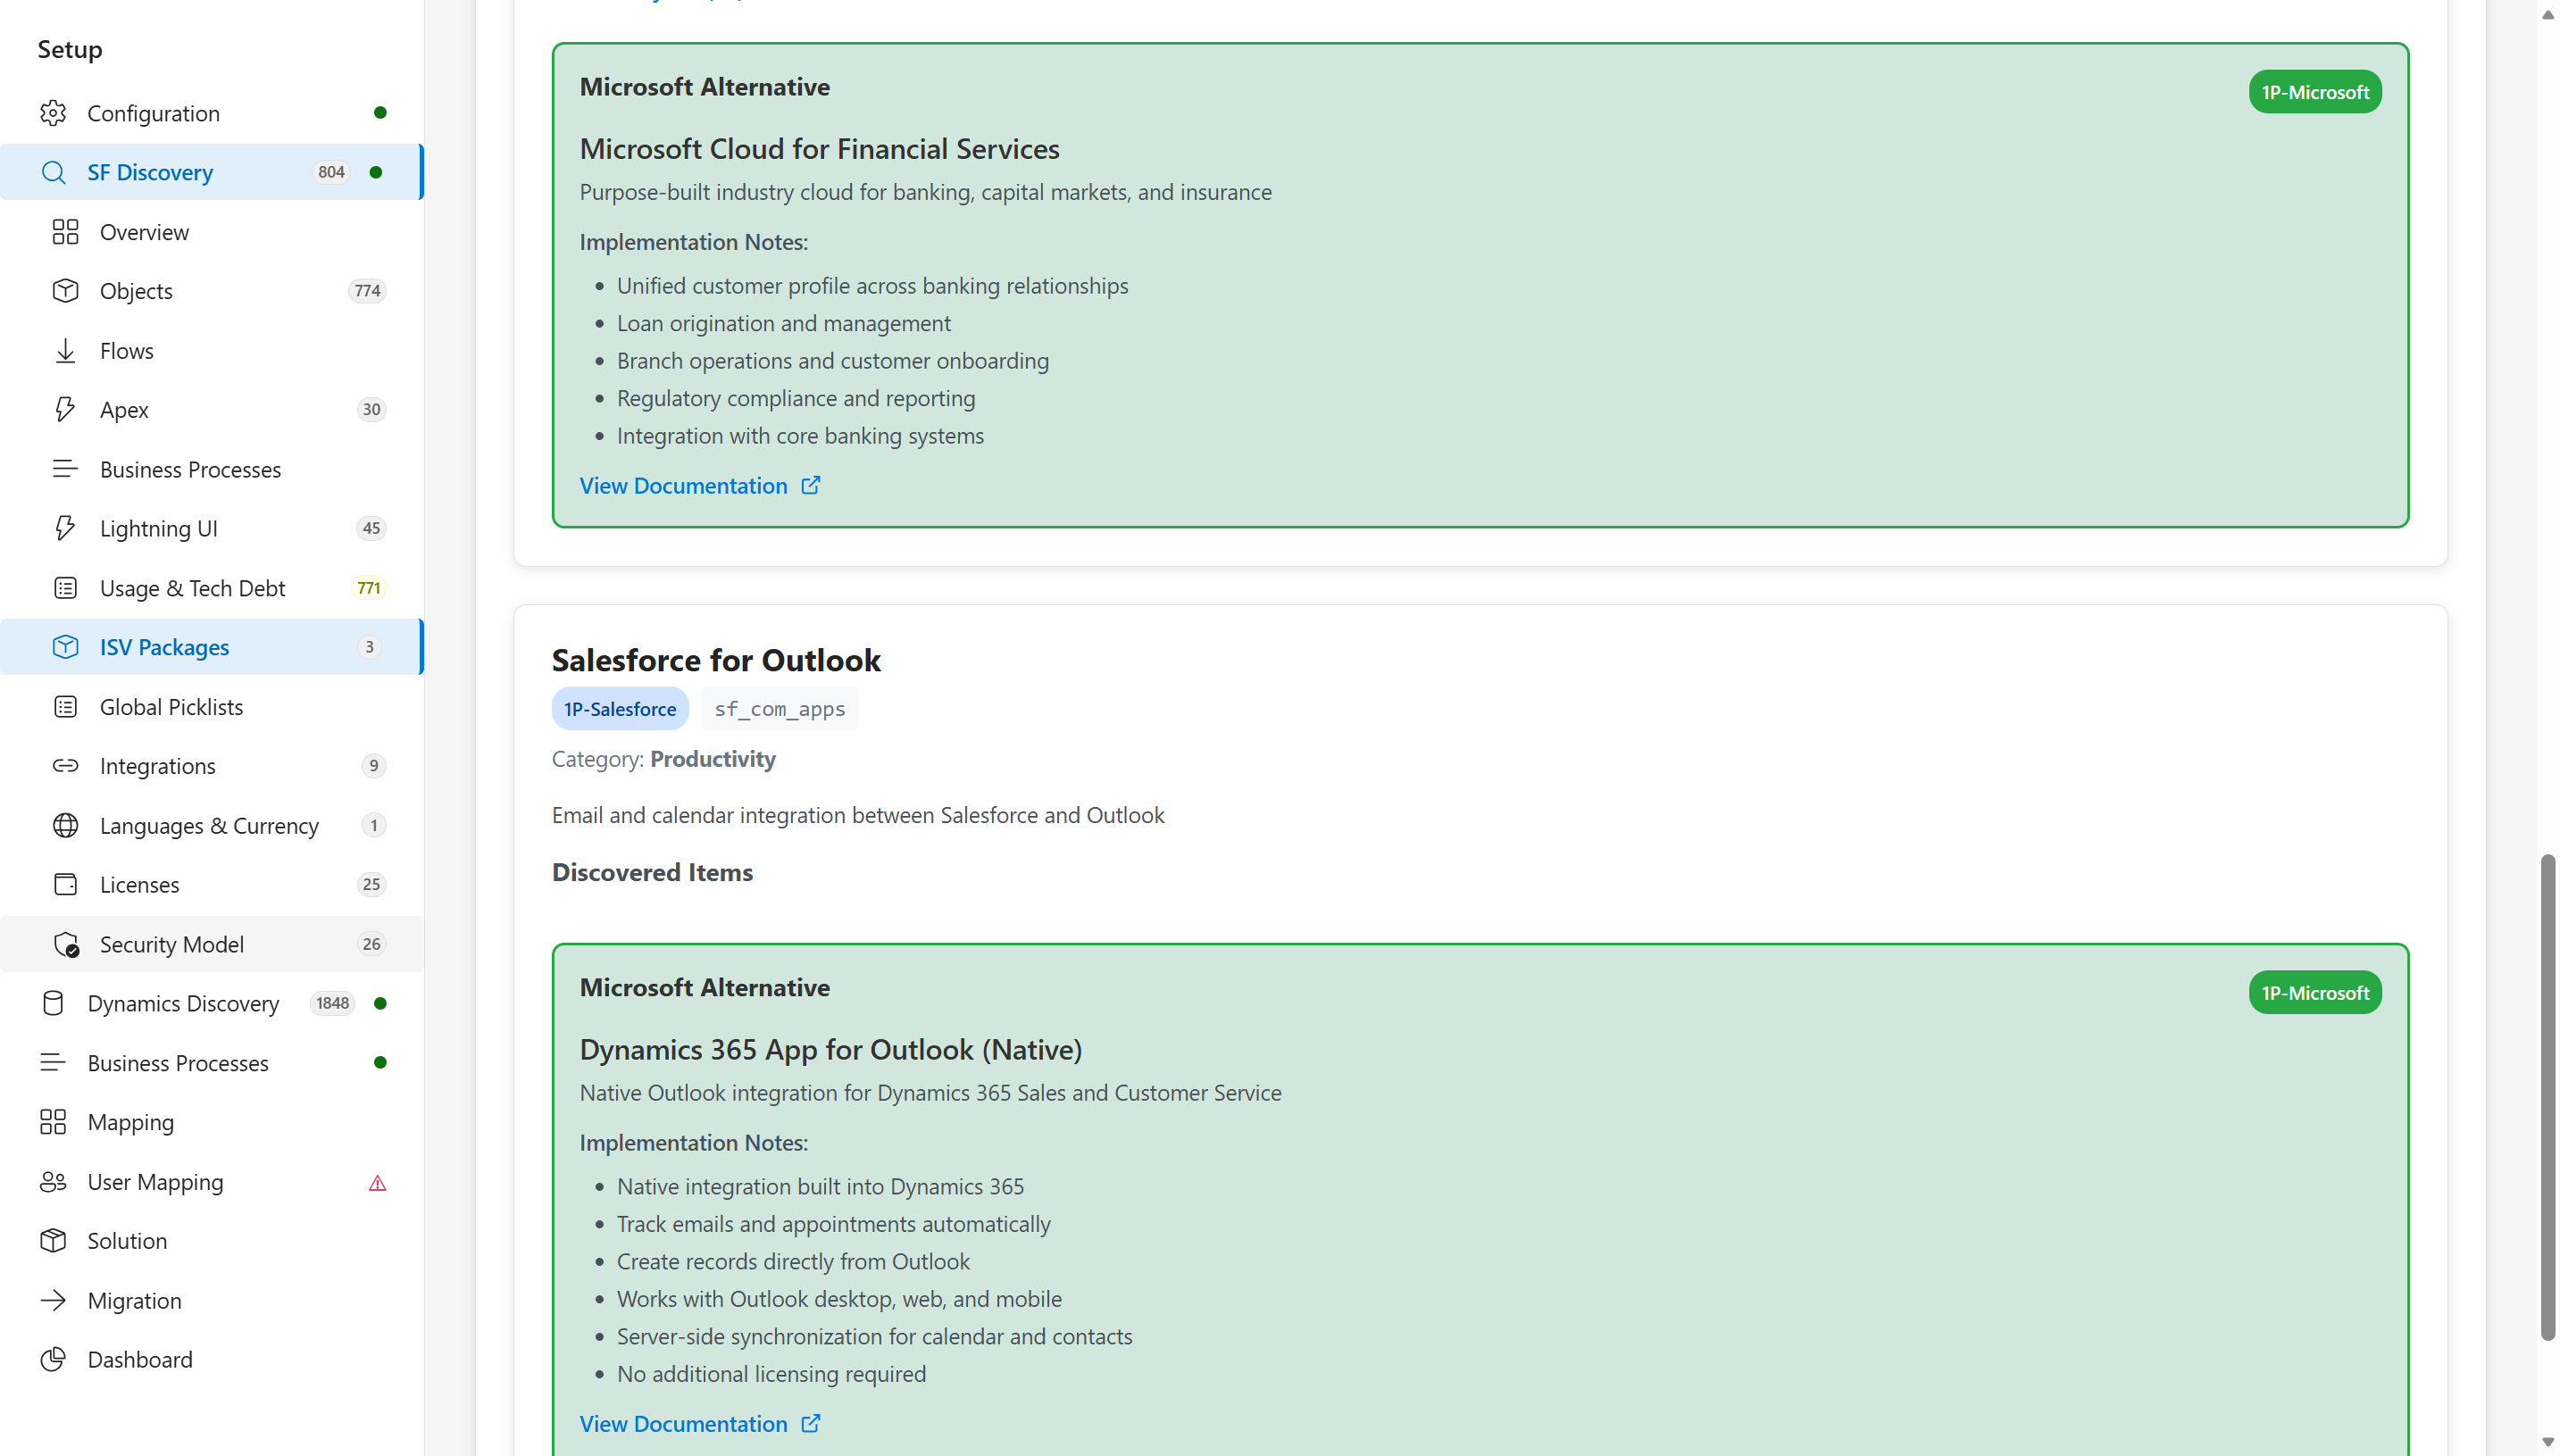 Setup
Configuration
SF Discovery 804
Overview
Objects 774
Flows
Apex 30
Business Processes
Lightning UI 45
Usage & Tech Debt 771
ISV Packages 3
Global Picklists
Integrations 9
Languages & Currency 1
Licenses 25
Security Model 26
Dynamics Discovery 1848
Business Processes
Mapping
User Mapping
Solution
Migration
Dashboard
Microsoft Alternative
1P-Microsoft
Microsoft Cloud for Financial Services
Purpose-built industry cloud for banking, capital markets, and insurance
Implementation Notes:
• Unified customer profile across banking relationships
• Loan origination and management
• Branch operations and customer onboarding
• Regulatory compliance and reporting
• Integration with core banking systems
View Documentation
Salesforce for Outlook
1P-Salesforce sf_com_apps
Category: Productivity
Email and calendar integration between Salesforce and Outlook
Discovered Items
Microsoft Alternative
1P-Microsoft
Dynamics 365 App for Outlook (Native)
Native Outlook integration for Dynamics 365 Sales and Customer Service
Implementation Notes:
• Native integration built into Dynamics 365
• Track emails and appointments automatically
• Create records directly from Outlook
• Works with Outlook desktop, web, and mobile
• Server-side synchronization for calendar and contacts
• No additional licensing required
View Documentation